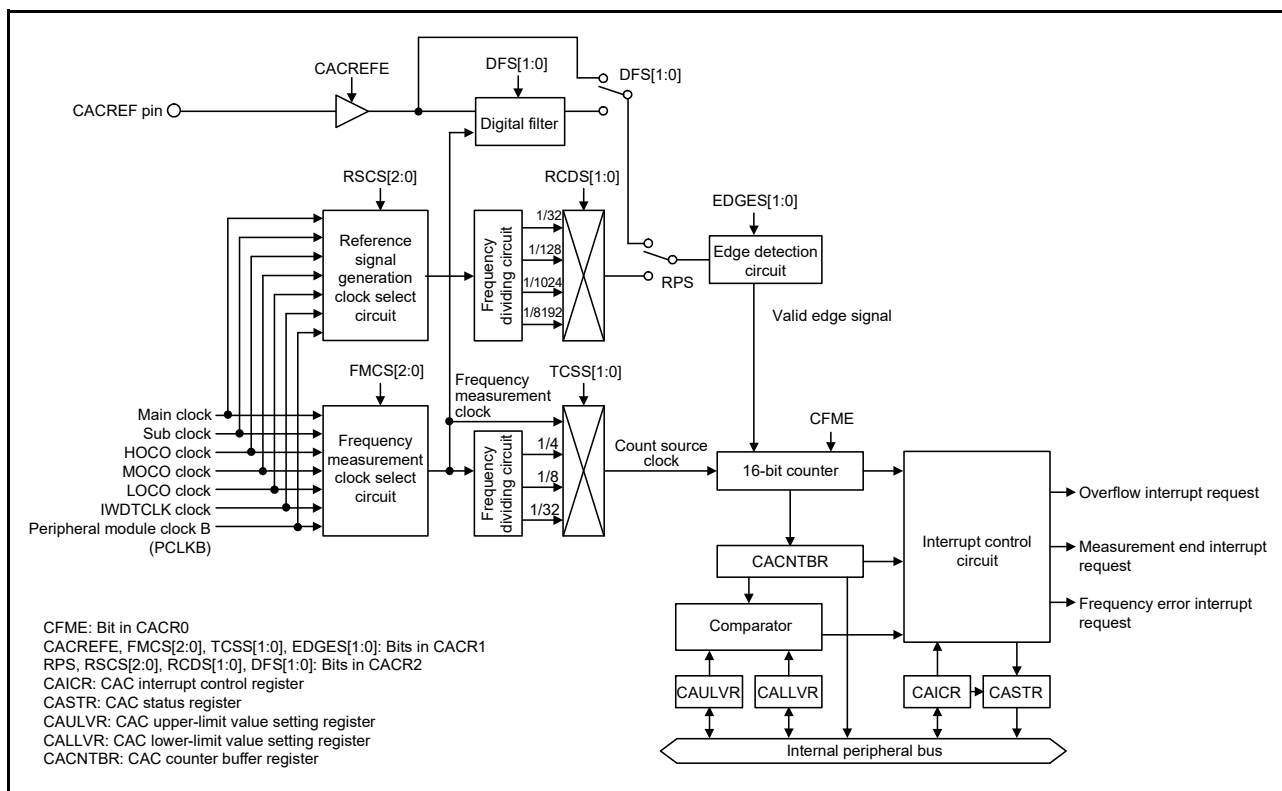 CACREFE
DFS[1:0]
DFS[1:0]
CACREF pin
Digital filter
RSCS[2:0]
RCDS[1:0]
EDGES[1:0]
Reference
signal
generation
clock select
circuit
Frequency
dividing circuit
1/32
1/128
1/1024
1/8192
RPS
Edge detection
circuit
Valid edge signal
FMCS[2:0]
Frequency
measurement
clock
TCSS[1:0]
Main clock
Sub clock
HOCO clock
MOCO clock
LOCO clock
IWDTCLK clock
Peripheral module clock B
(PCLKB)
Frequency
measurement
clock select
circuit
Frequency
dividing circuit
1/4
1/8
1/32
Count source
clock
CFME
16-bit counter
CACNTBR
Comparator
CAULVR
CALLVR
Interrupt control
circuit
CAICR
CASTR
Overflow interrupt request
Measurement end interrupt
request
Frequency error interrupt
request
Internal peripheral bus
CFME: Bit in CACR0
CACREFE, FMCS[2:0], TCSS[1:0], EDGES[1:0]: Bits in CACR1
RPS, RSCS[2:0], RCDS[1:0], DFS[1:0]: Bits in CACR2
CAICR: CAC interrupt control register
CASTR: CAC status register
CAULVR: CAC upper-limit value setting register
CALLVR: CAC lower-limit value setting register
CACNTBR: CAC counter buffer register